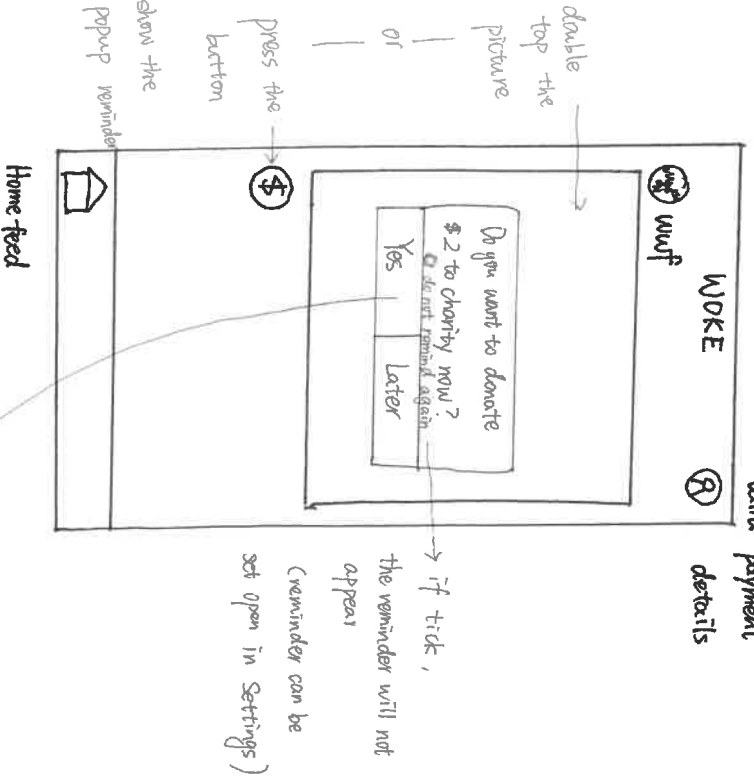 payment
details
WOKE
wwf
Do you want to donate
$2 to charity now?
do not remind again
Yes
Later
$
double
tap the
picture
or
press the
button
show the
popup reminder
if tick,
the reminder will not
appear
(reminder can be
set open in Settings)
Home feed